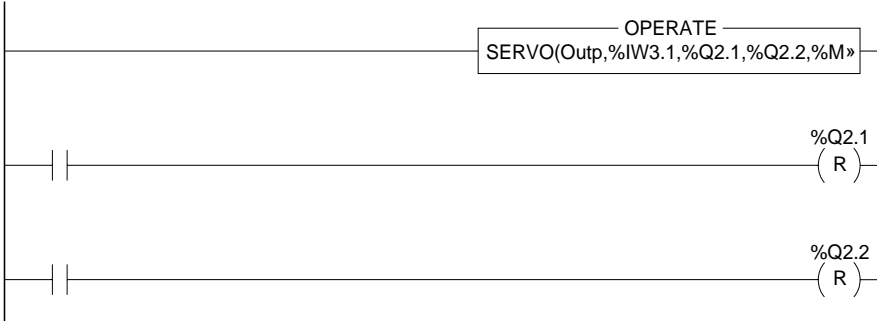 OPERATE
SERVO(Outp,%IW3.1,%Q2.1,%Q2.2,%M»
%Q2.1
R
%Q2.2
R